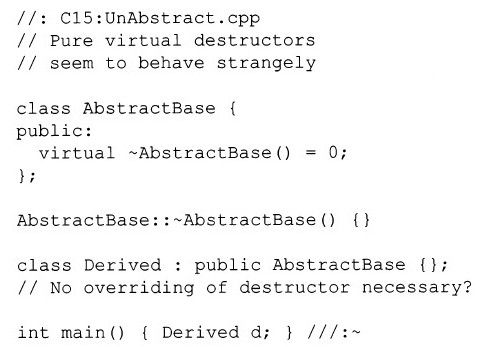 //: C15:UnAbstract.cpp
// Pure virtual destructors
// seem to behave strangely

class AbstractBase {
public:
  virtual ~AbstractBase() = 0;
};

AbstractBase::~AbstractBase() {}

class Derived : public AbstractBase {};
// No overriding of destructor necessary?

int main() { Derived d; } ///:~